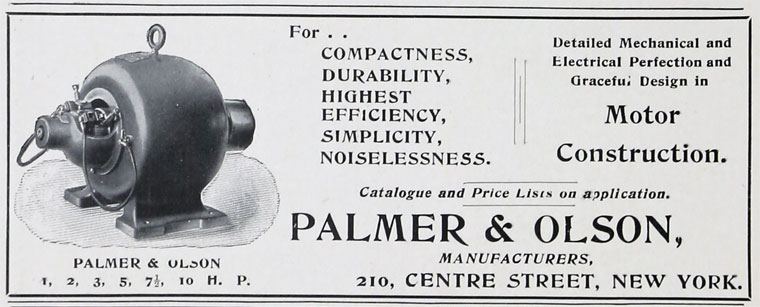 For . .
COMPACTNESS,
DURABILITY,
HIGHEST
EFFICIENCY,
SIMPLICITY,
NOISELESSNESS.
Detailed Mechanical and
Electrical Perfection and
Graceful Design in
Motor
Construction.
Catalogue and Price Lists on application.
PALMER & OLSON,
MANUFACTURERS,
210, CENTRE STREET, NEW YORK.
PALMER & OLSON
1, 2, 3, 5, 7½, 10 H. P.